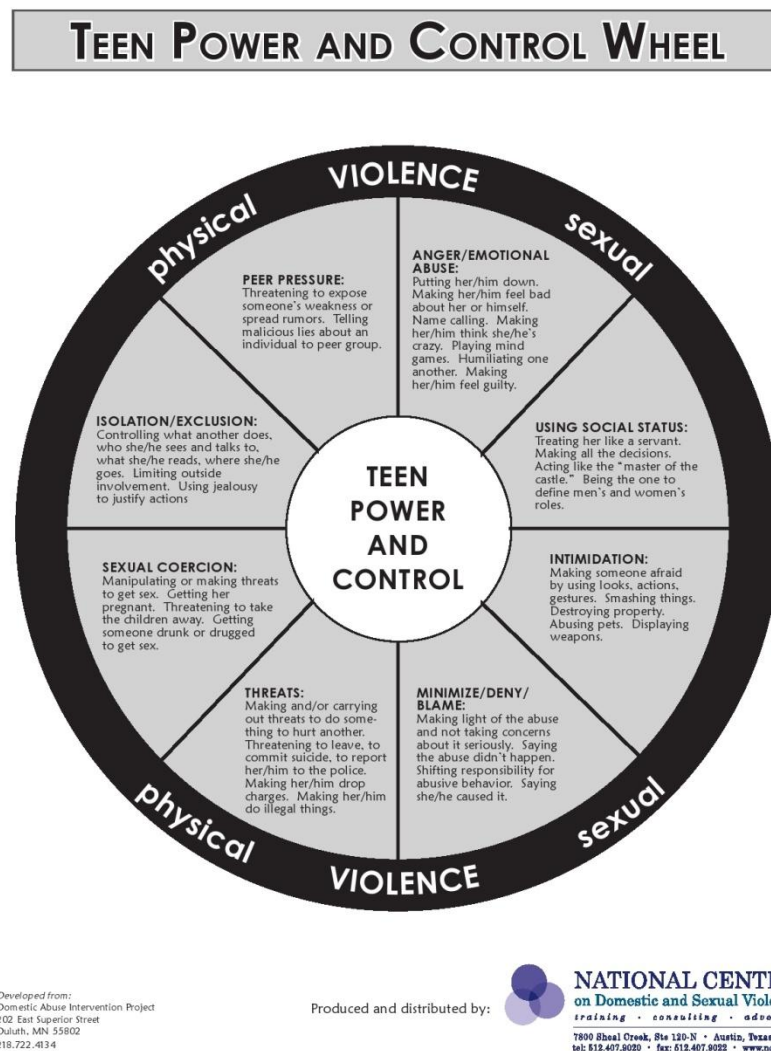 TEEN POWER AND CONTROL WHEEL
physical VIOLENCE sexual
PEER PRESSURE:
Threatening to expose
someone's weakness or
spread rumors. Telling
malicious lies about an
individual to peer group.
ANGER/EMOTIONAL
ABUSE:
Putting her/him down.
Making her/him feel bad
about her or himself.
Name calling. Making
her/him think she/he's
crazy. Playing mind
games. Humiliating one
another. Making
her/him feel guilty.
ISOLATION/EXCLUSION:
Controlling what another does,
who she/he sees and talks to,
what she/he reads, where she/he
goes. Limiting outside
involvement. Using jealousy
to justify actions
USING SOCIAL STATUS:
Treating her like a servant.
Making all the decisions.
Acting like the "master of the
castle." Being the one to
define men's and women's
roles.
TEEN
POWER
AND
CONTROL
SEXUAL COERCION:
Manipulating or making threats
to get sex. Getting her
pregnant. Threatening to take
the children away. Getting
someone drunk or drugged
to get sex.
INTIMIDATION:
Making someone afraid
by using looks, actions,
gestures. Smashing things.
Destroying property.
Abusing pets. Displaying
weapons.
THREATS:
Making and/or carrying
out threats to do some-
thing to hurt another.
Threatening to leave, to
commit suicide, to report
her/him to the police.
Making her/him drop
charges. Making her/him
do illegal things.
MINIMIZE/DENY/
BLAME:
Making light of the abuse
and not taking concerns
about it seriously. Saying
the abuse didn't happen.
Shifting responsibility for
abusive behavior. Saying
she/he caused it.
physical VIOLENCE sexual
Developed from:
Domestic Abuse Intervention Project
202 East Superior Street
Duluth, MN 55802
218.722.4134
Produced and distributed by:
NATIONAL
on Domestic and Sexual
training · consulting ·
7800 Shoal Creek, Ste 120-N · Austin,
tel: 512.407.9020 · fax: 512.407.9022 ·